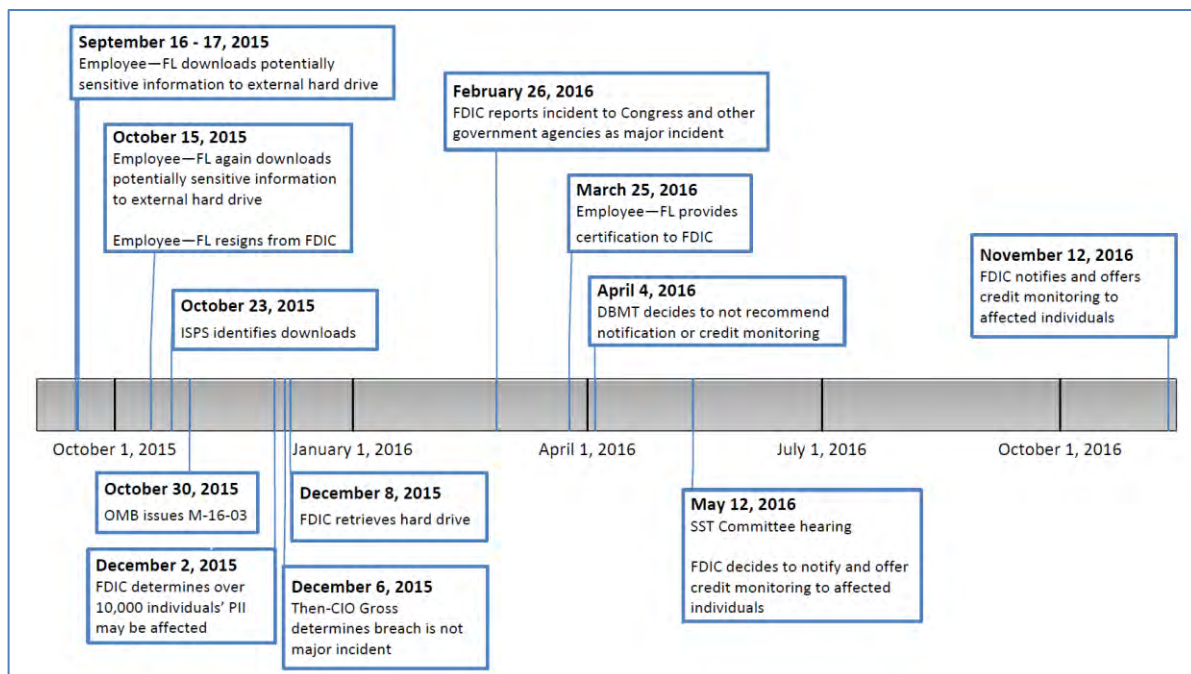 September 16 - 17, 2015
Employee—FL downloads potentially
sensitive information to external hard drive
October 15, 2015
Employee—FL again downloads
potentially sensitive information
to external hard drive
Employee—FL resigns from FDIC
October 23, 2015
ISPS identifies downloads
February 26, 2016
FDIC reports incident to Congress and other
government agencies as major incident
March 25, 2016
Employee—FL provides
certification to FDIC
April 4, 2016
DBMT decides to not recommend
notification or credit monitoring
November 12, 2016
FDIC notifies and offers
credit monitoring to
affected individuals
October 1, 2015
January 1, 2016
April 1, 2016
July 1, 2016
October 1, 2016
October 30, 2015
OMB issues M-16-03
December 2, 2015
FDIC determines over
10,000 individuals’ PII
may be affected
December 8, 2015
FDIC retrieves hard drive
December 6, 2015
Then-CIO Gross
determines breach is not
major incident
May 12, 2016
SST Committee hearing
FDIC decides to notify and offer
credit monitoring to affected
individuals